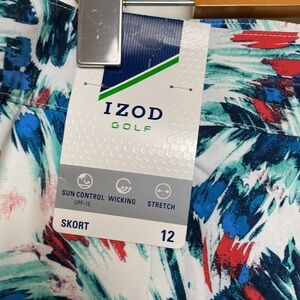 IZOD
GOLF
SUN CONTROL WICKING STRETCH
UPF-15
SKORT 12